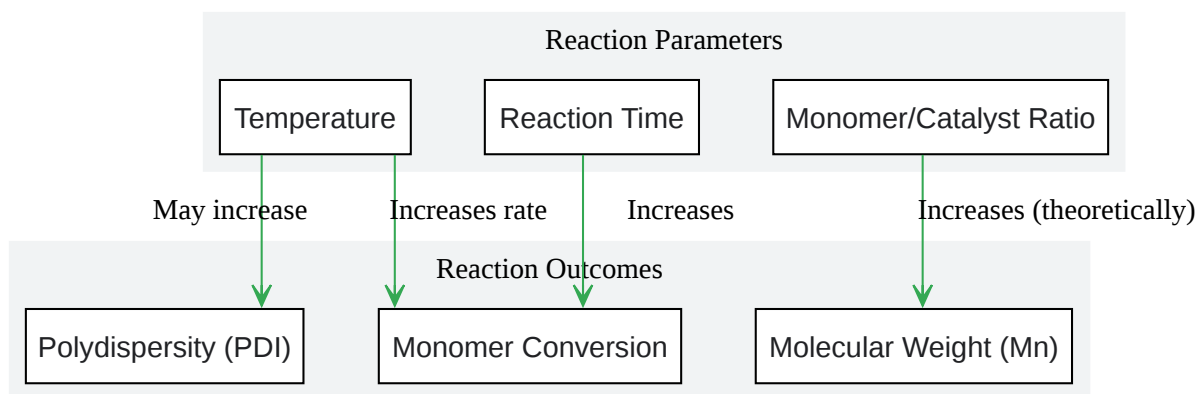 Reaction Parameters
Temperature
Reaction Time
Monomer/Catalyst Ratio
May increase
Increases rate
Increases
Increases (theoretically)
Reaction Outcomes
Polydispersity (PDI)
Monomer Conversion
Molecular Weight (Mn)